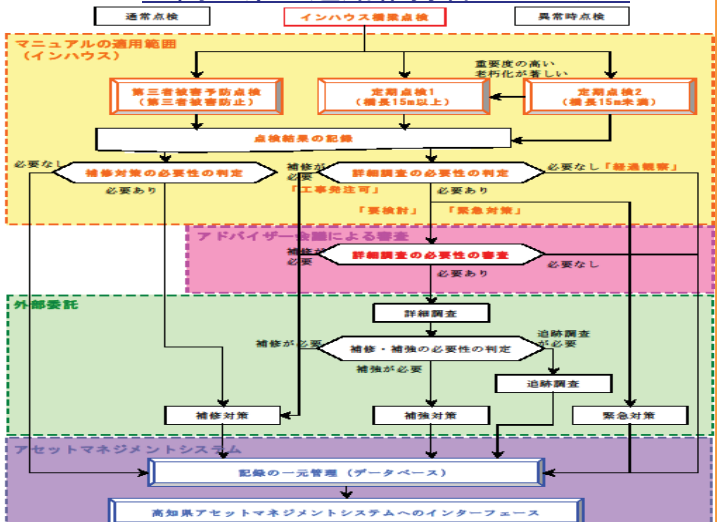 通常点検
インハウス橋梁点検
異常時点検
マニュアルの適用範囲
(インハウス)
重要度の高い
老朽化が著しい
第三者被害予防点検
(第三者被害防止)
定期点検1
(橋長15m以上)
定期点検2
(橋長15m未満)
点検結果の記録
必要なし
補修対策の必要性の判定
補修が
必要
詳細調査の必要性の判定
必要なし「経過観察」
必要あり
「工事発注可」
必要あり
「要検討」
「緊急対策」
アドバイザー会議による審査
補修が
必要
詳細調査の必要性の審査
必要なし
必要あり
外部委託
詳細調査
補修が必要
補修・補強の必要性の判定
追跡調査
が必要
補強が必要
追跡調査
補修対策
補強対策
緊急対策
アセットマネジメントシステム
記録の一元管理(データベース)
高知県アセットマネジメントシステムへのインターフェース